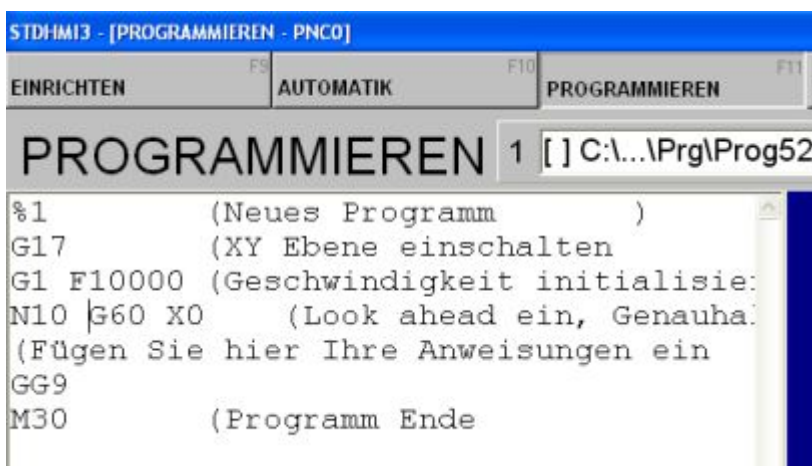 STDHMI3 - [PROGRAMMIEREN - PNC0]
F9 F10 F11
EINRICHTEN AUTOMATIK PROGRAMMIEREN
PROGRAMMIEREN 1 [ ] C:\...\Prg\Prog52
%1 (Neues Programm )
G17 (XY Ebene einschalten
G1 F10000 (Geschwindigkeit initialisie
N10 G60 X0 (Look ahead ein, Genauha
(Fügen Sie hier Ihre Anweisungen ein
GG9
M30 (Programm Ende